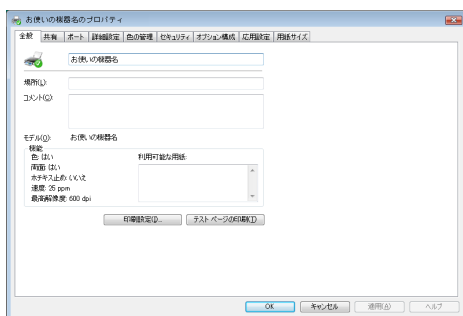 お使いの機器名のプロパティ
全般 共有 ポート 詳細設定 色の管理 セキュリティ オプション構成 応用設定 用紙サイズ
お使いの機器名
場所(L):
コメント(C):
モデル(O): お使いの機器名
機能
色: はい 利用可能な用紙:
両面: はい
ホチキス止め: いいえ
速度: 26 ppm
最高解像度: 600 dpi
印刷設定(I)... テスト ページの印刷(T)
OK キャンセル 適用(A) ヘルプ